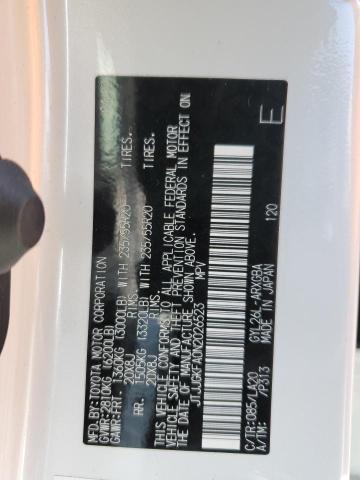 MFD. BY:TOYOTA MOTOR CORPORATION
GVWR:2810KG (6200LB)
GAWR:FRT. 1360KG (3000LB) WITH 235/55R20 TIRES.
20X8J RIMS
RR. 1505KG (3320LB) WITH 235/55R20 TIRES.
20X8J RIMS
THIS VEHICLE CONFORMS TO ALL APPLICABLE FEDERAL MOTOR
VEHICLE SAFETY AND THEFT PREVENTION STANDARDS IN EFFECT ON
THE DATE OF MANUFACTURE SHOWN ABOVE.
JTJJGKFA0N2026523 MPV
C/TR:085/LA20 GYL26L-ARXGBA
A/TM: -/P313 MADE IN JAPAN 120
E